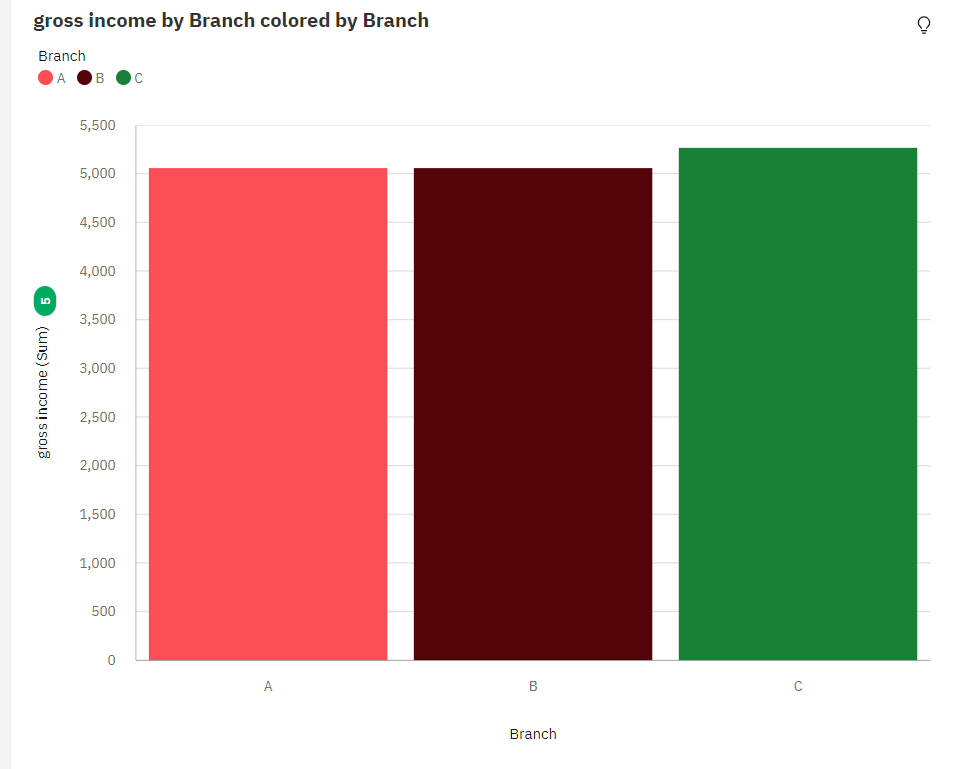 gross income by Branch colored by Branch
Branch
A B C
5,500
5,000
4,500
4,000
3,500
3,000
2,500
2,000
1,500
1,000
500
0
gross income (Sum) 5
A B C
Branch